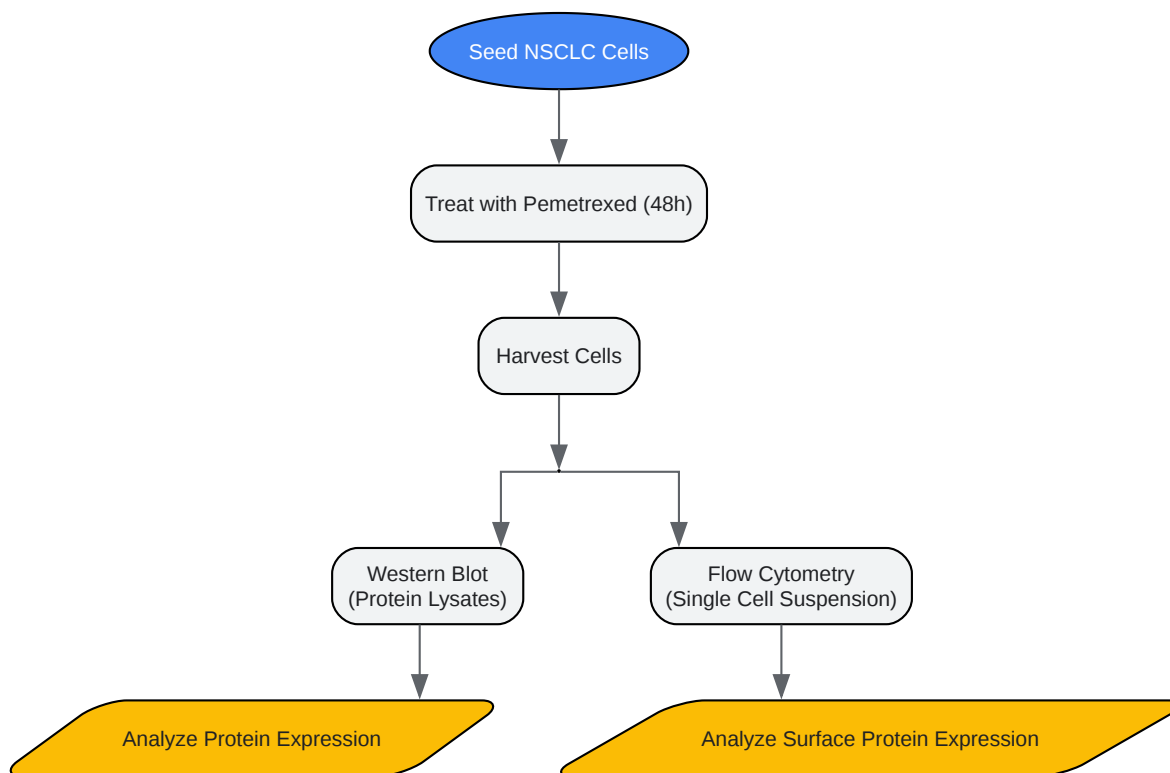 Seed NSCLC Cells
Treat with Pemetrexed (48h)
Harvest Cells
Western Blot
(Protein Lysates)
Flow Cytometry
(Single Cell Suspension)
Analyze Protein Expression
Analyze Surface Protein Expression